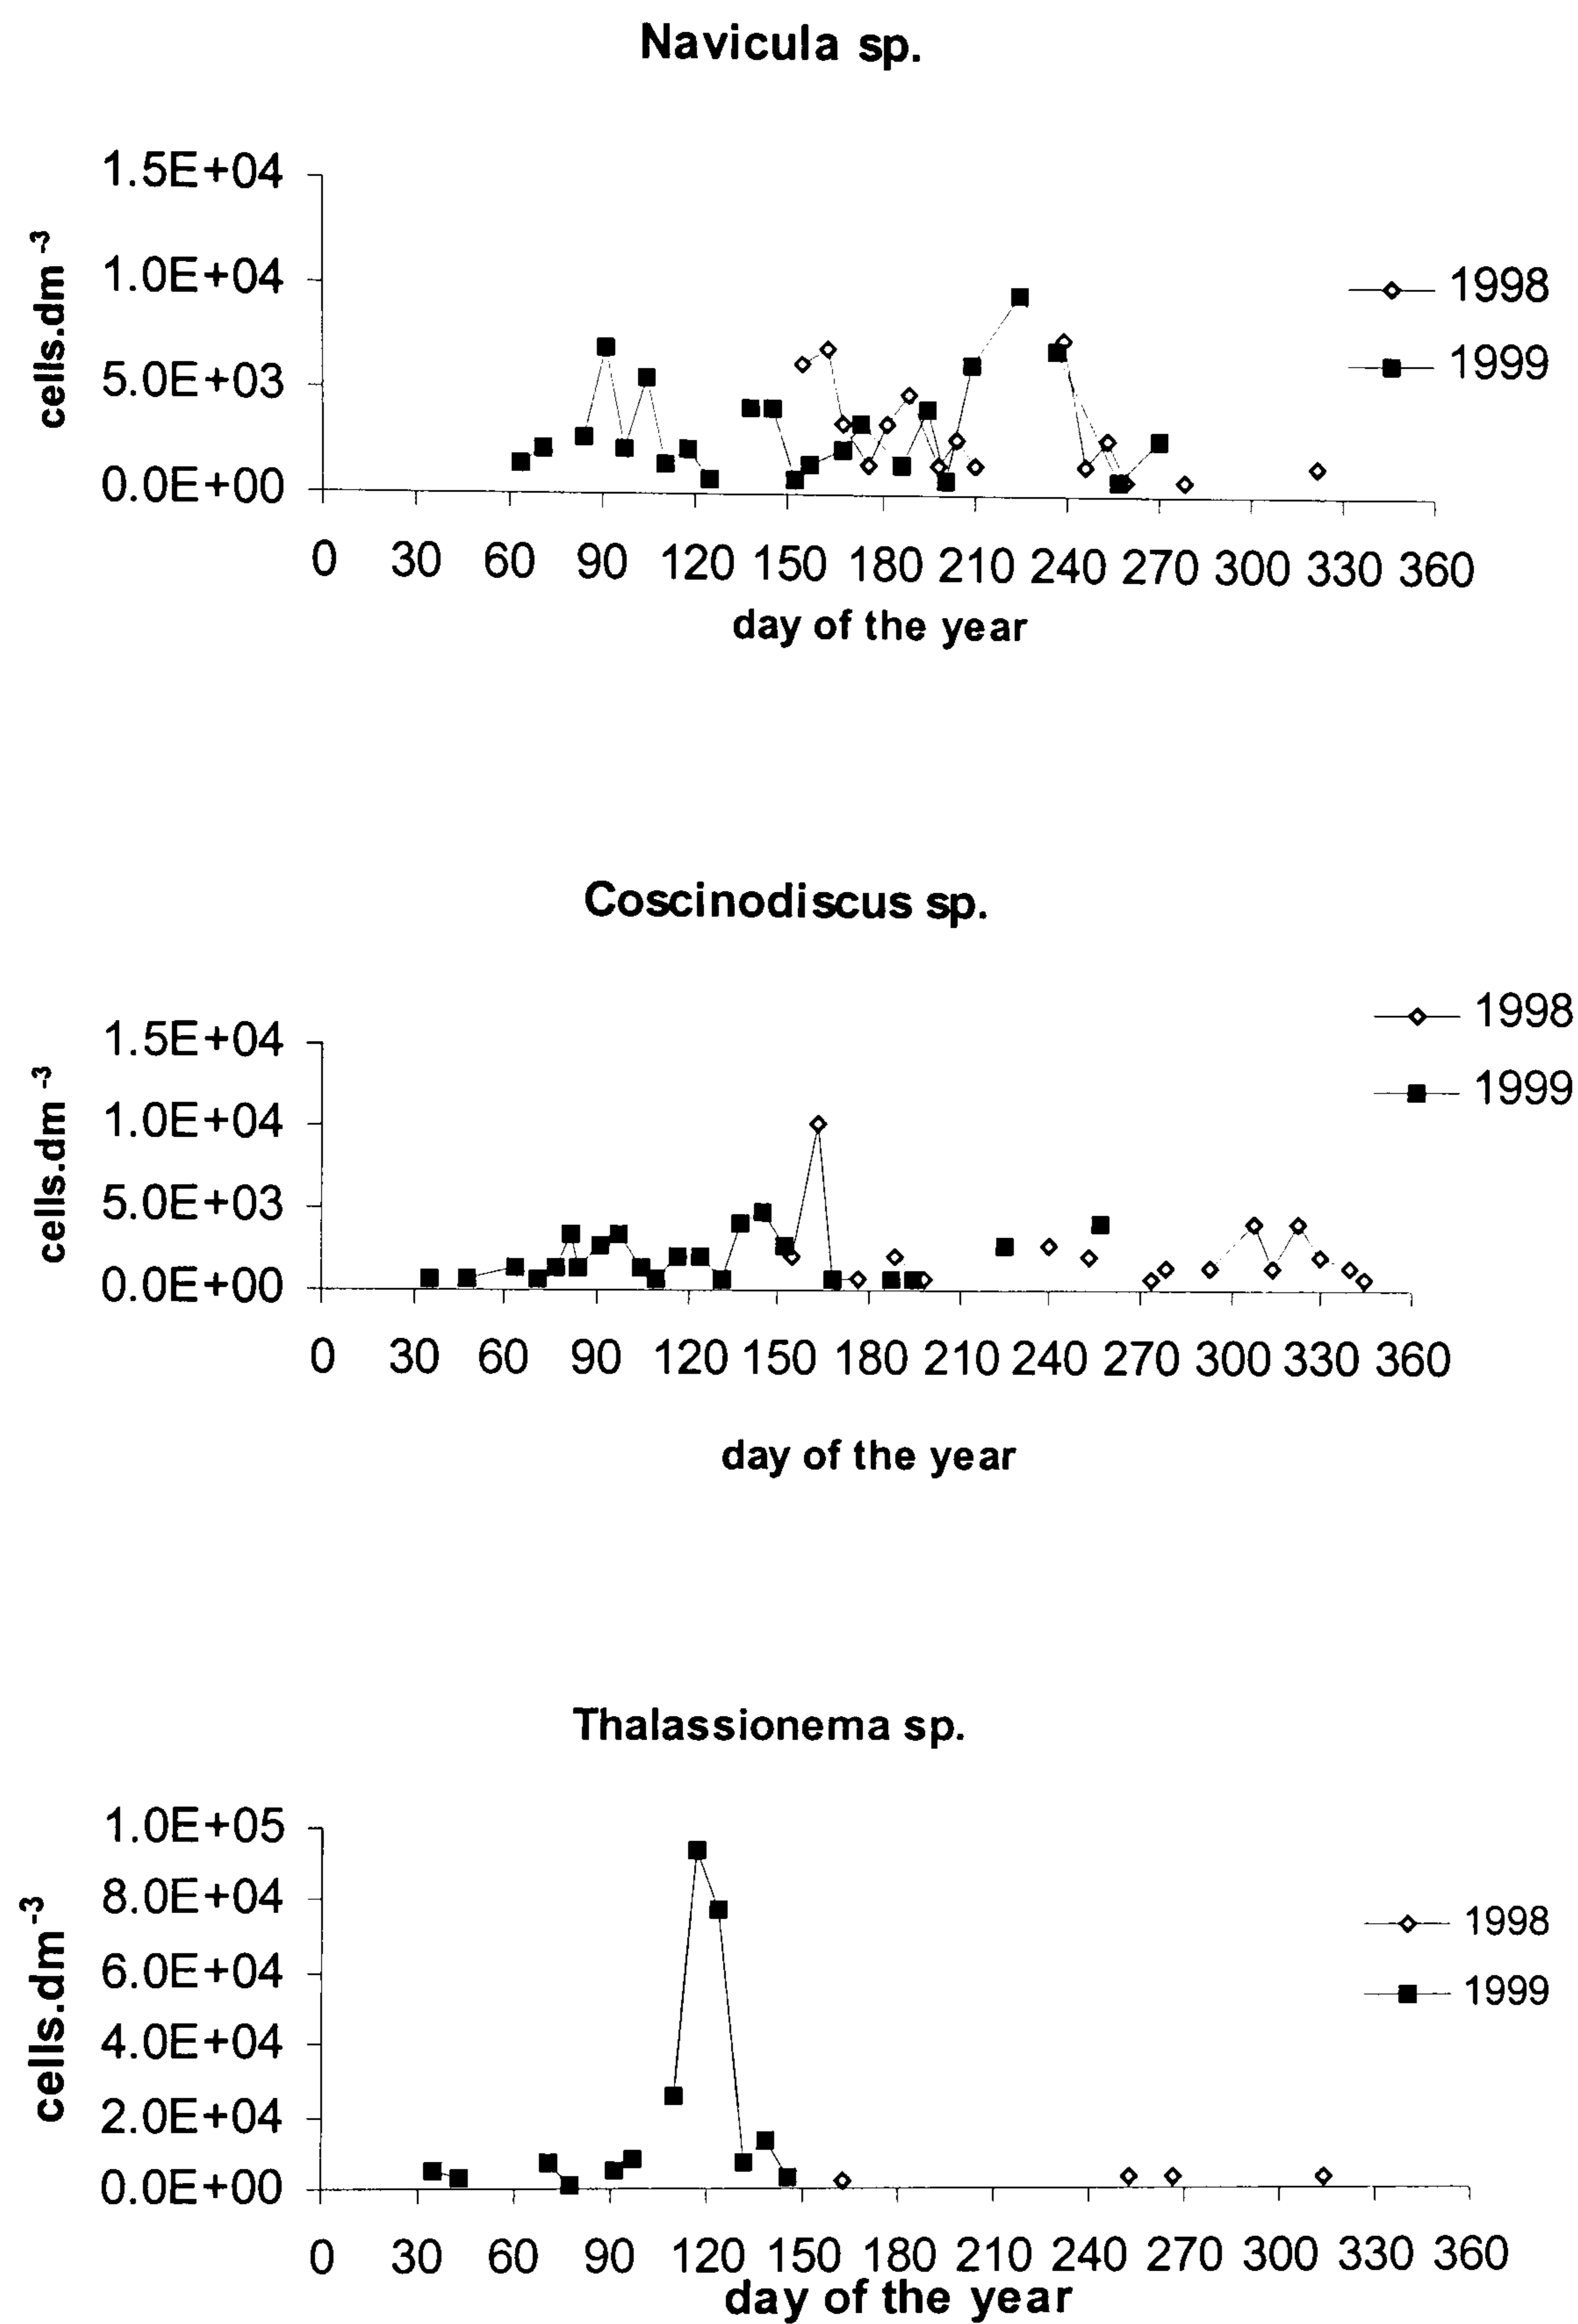 Navicula sp.
1.5E+04
1.0E+04
5.0E+03
0.0E+00
cells.dm⁻³
1998
1999
0 30 60 90 120 150 180 210 240 270 300 330 360
day of the year
Coscinodiscus sp.
1.5E+04
1.0E+04
5.0E+03
0.0E+00
cells.dm⁻³
1998
1999
0 30 60 90 120 150 180 210 240 270 300 330 360
day of the year
Thalassionema sp.
1.0E+05
8.0E+04
6.0E+04
4.0E+04
2.0E+04
0.0E+00
cells.dm⁻³
1998
1999
0 30 60 90 120 150 180 210 240 270 300 330 360
day of the year